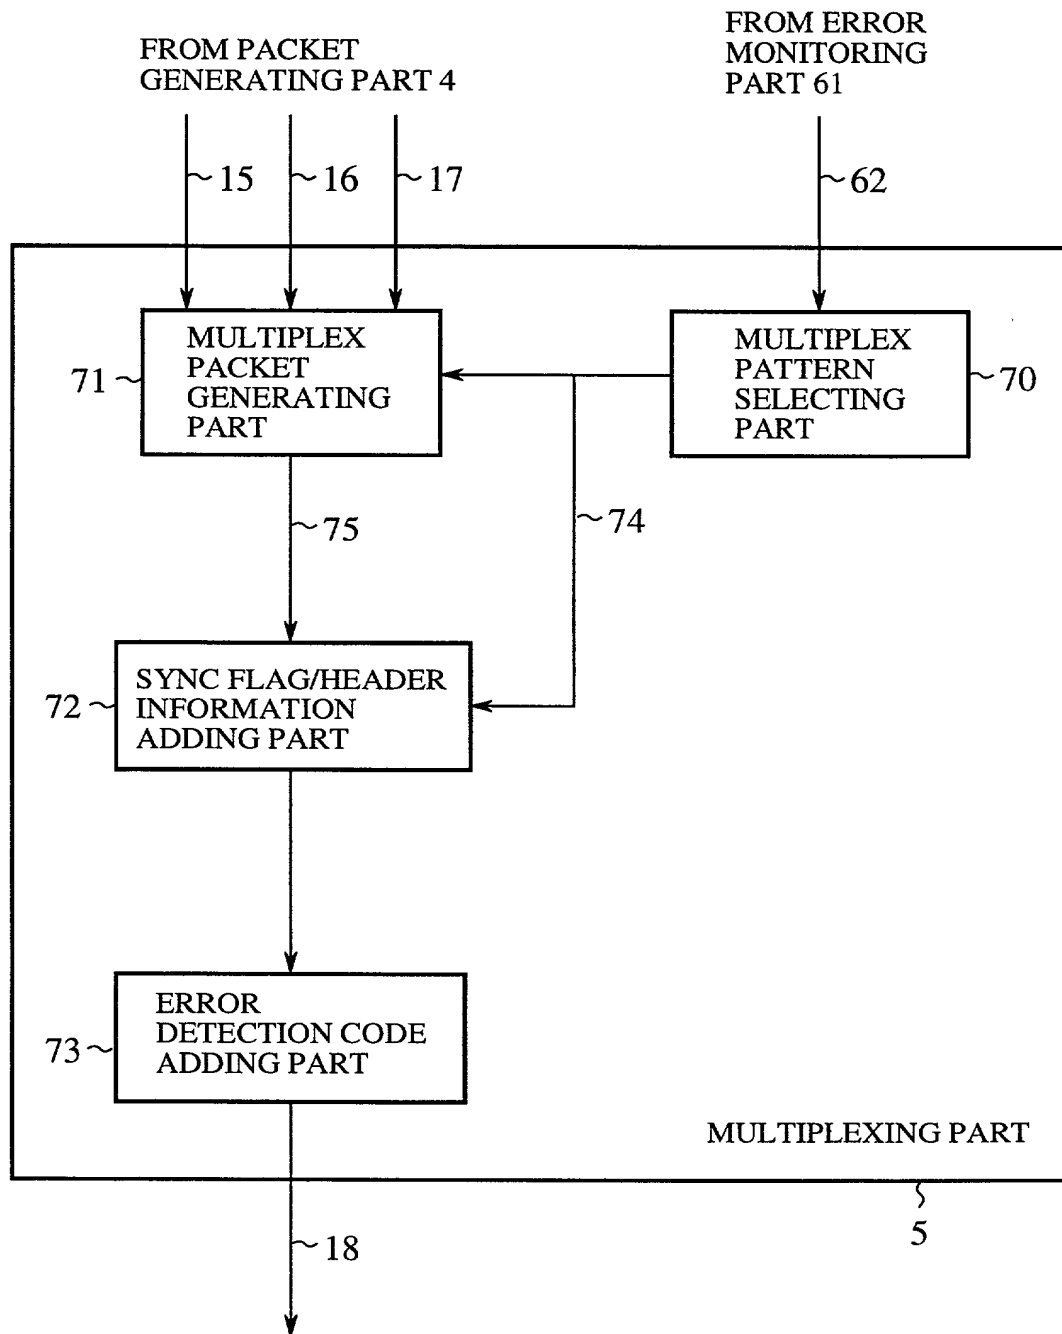 FROM PACKET
GENERATING PART 4
FROM ERROR
MONITORING
PART 61
15
16
17
62
MULTIPLEX
PACKET
GENERATING
PART
71
MULTIPLEX
PATTERN
SELECTING
PART
70
75
74
SYNC FLAG/HEADER
INFORMATION
ADDING PART
72
ERROR
DETECTION CODE
ADDING PART
73
MULTIPLEXING PART
5
18